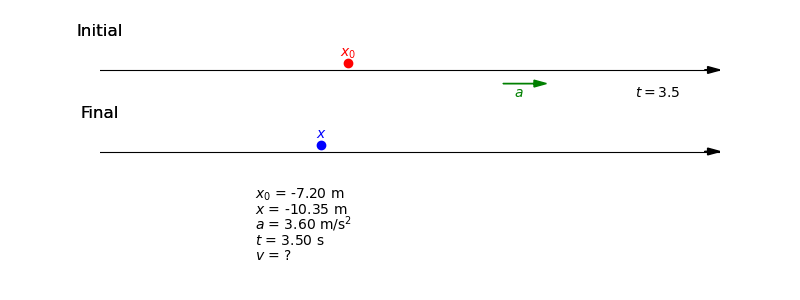 Initial
x₀
a
t = 3.5
Final
x
x₀ = -7.20 m
x = -10.35 m
a = 3.60 m/s²
t = 3.50 s
v = ?